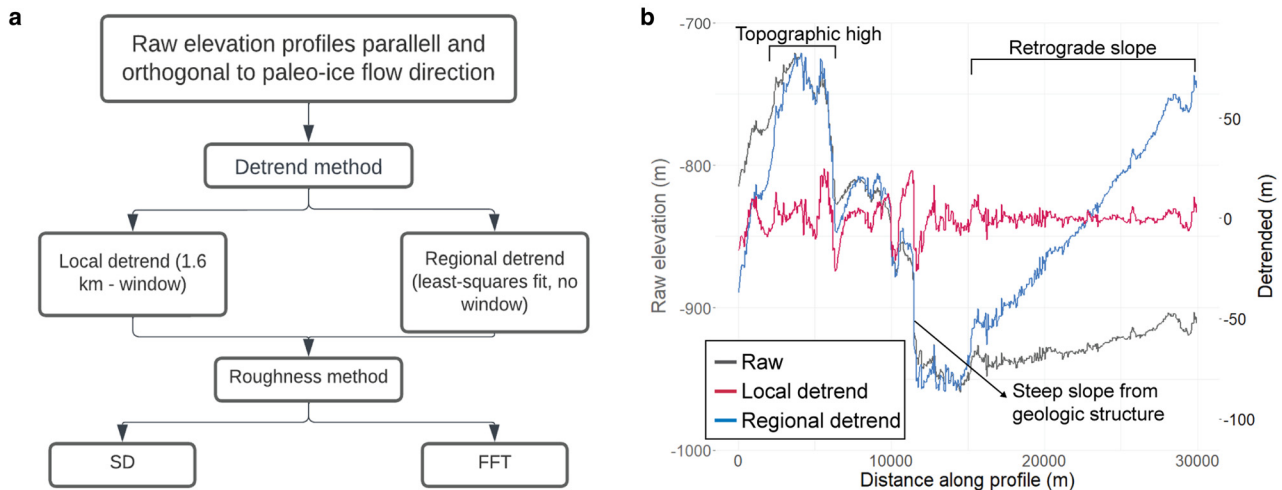 a
Raw elevation profiles parallell and
orthogonal to paleo-ice flow direction
Detrend method
Local detrend (1.6
km - window)
Regional detrend
(least-squares fit, no
window)
Roughness method
SD
FFT
b
-700
-800
-900
-1000
Raw elevation (m)
Topographic high
Retrograde slope
50
0
-50
-100
Detrended (m)
Raw
Local detrend
Regional detrend
Steep slope from
geologic structure
0
10000
20000
30000
Distance along profile (m)